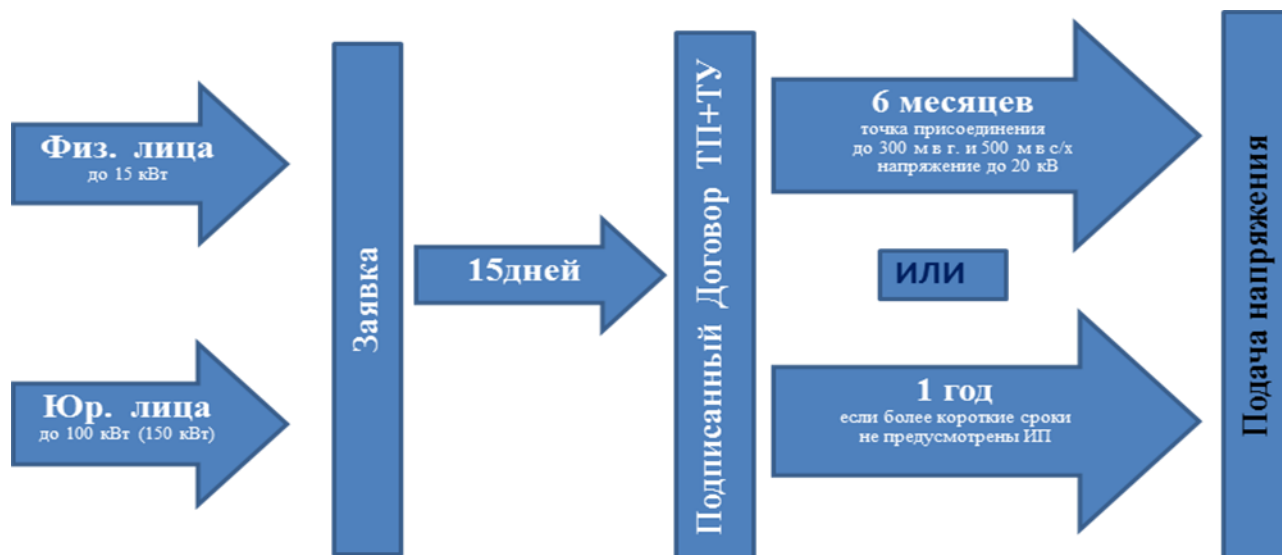 Физ. лица
до 15 кВт
Юр. лица
до 100 кВт (150 кВт)
Заявка
15дней
Подписанный Договор ТП+ТУ
6 месяцев
точка присоединения
до 300 м в г. и 500 м в с/х
напряжение до 20 кВ
ИЛИ
1 год
если более короткие сроки
не предусмотрены ИП
Подача напряжения